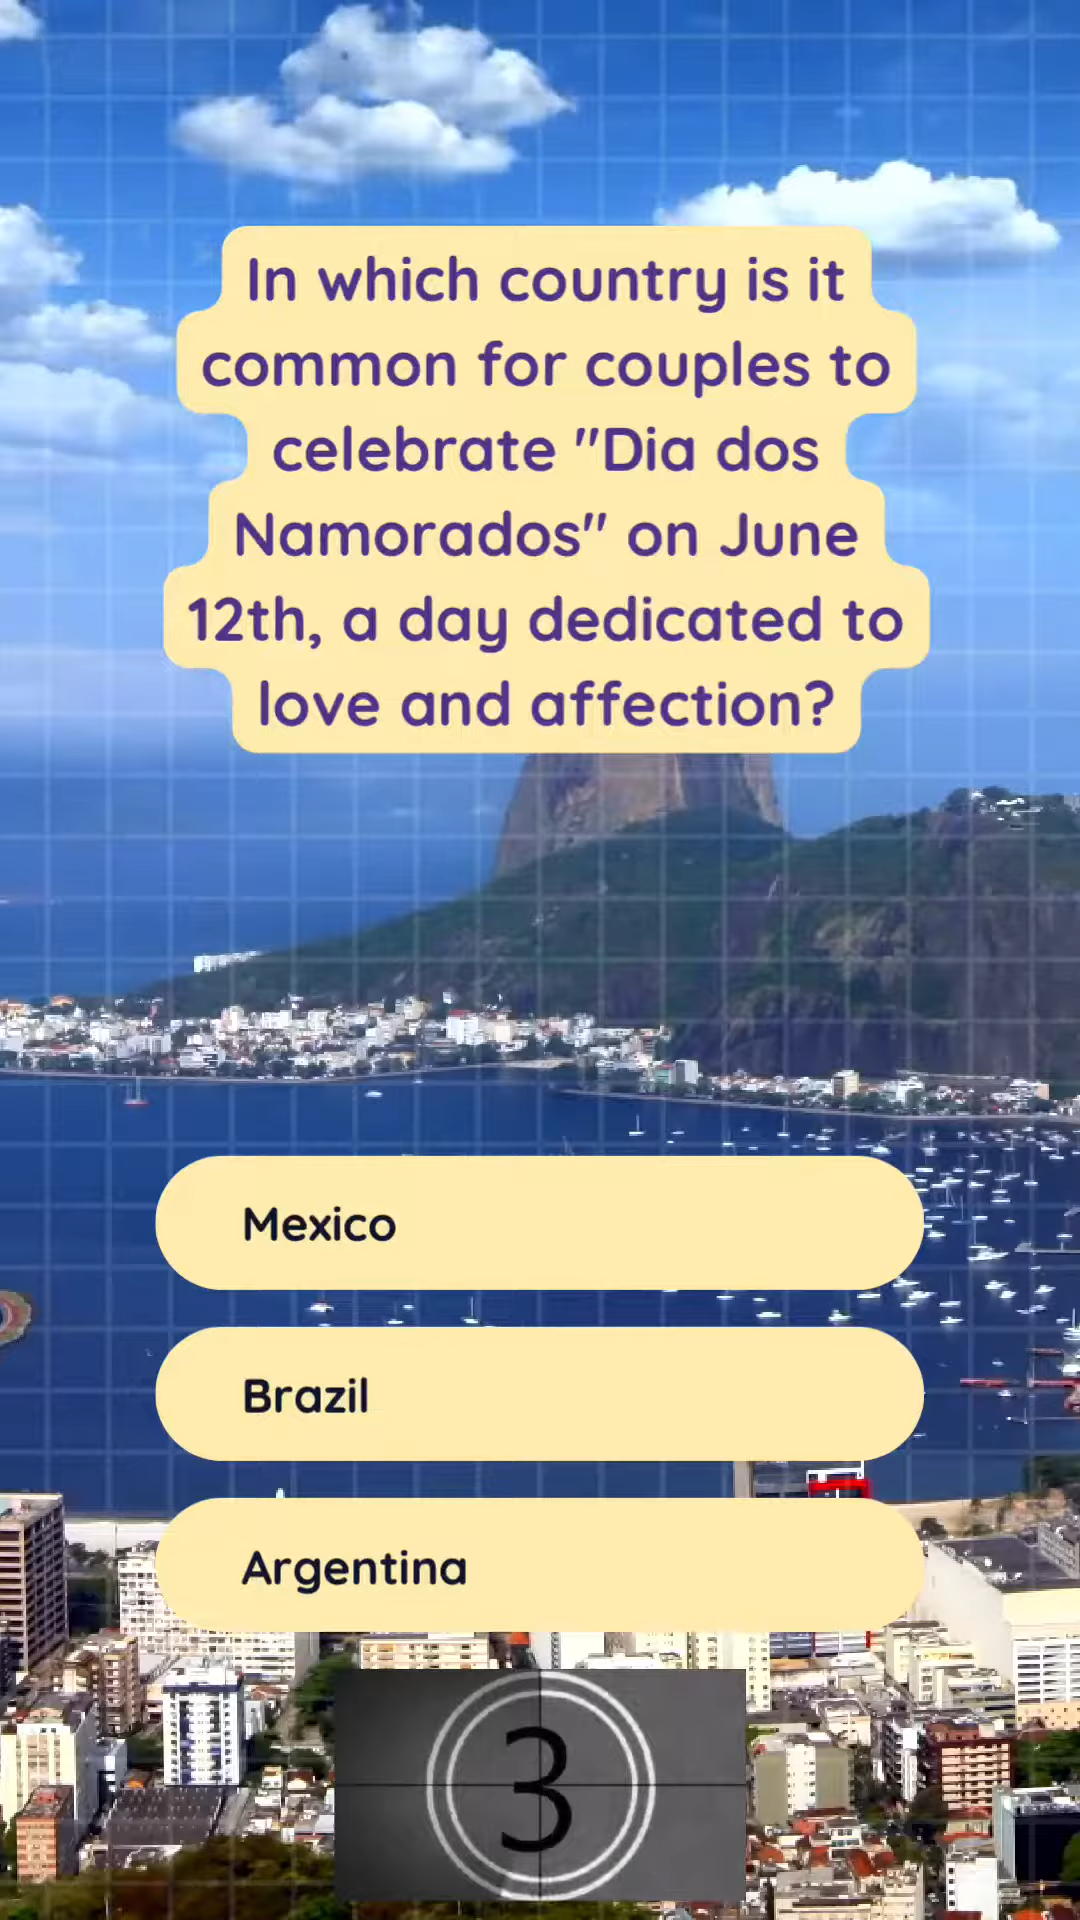 In which country is it
common for couples to
celebrate "Dia dos
Namorados" on June
12th, a day dedicated to
love and affection?
Mexico
Brazil
Argentina
3